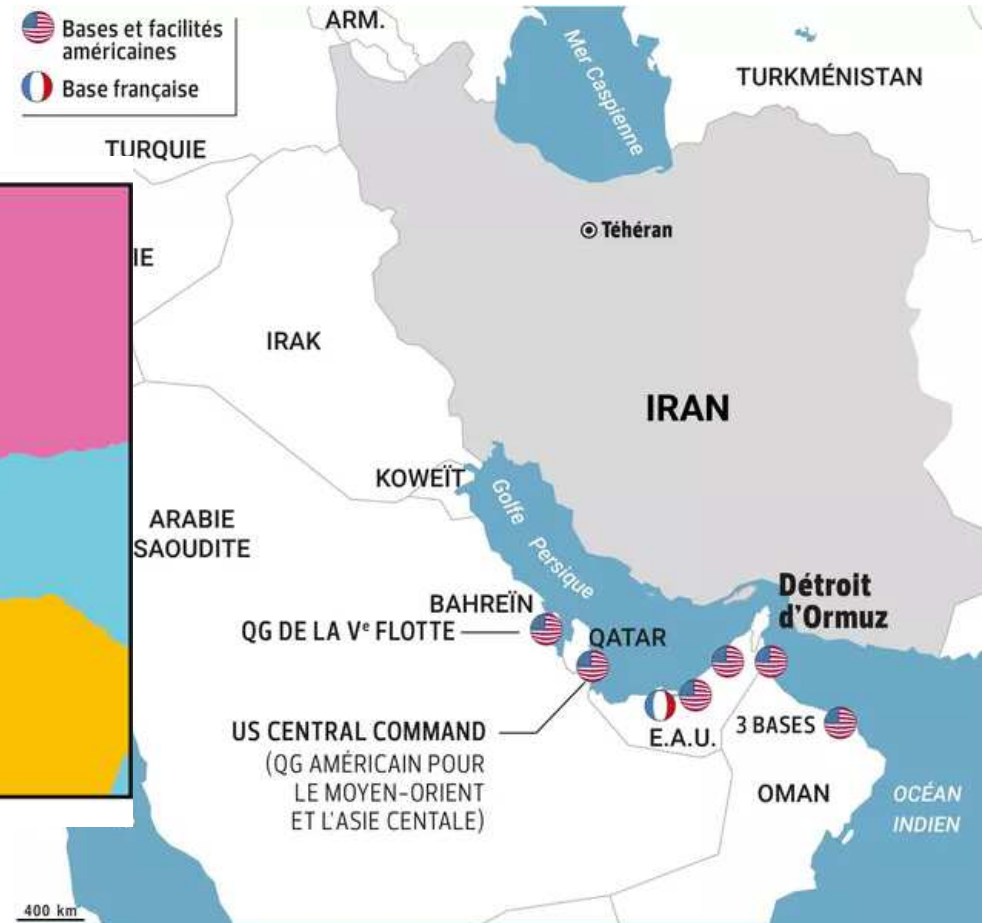 Bases et facilités
américaines
Base française
ARM.
Mer Caspienne
TURKMÉNISTAN
TURQUIE
Téhéran
IE
IRAK
IRAN
KOWEÏT
Golfe
Persique
ARABIE
SAOUDITE
Détroit
d'Ormuz
BAHREÏN
QG DE LA Ve FLOTTE
QATAR
US CENTRAL COMMAND
(QG AMÉRICAIN POUR
LE MOYEN-ORIENT
ET L'ASIE CENTALE)
E.A.U.
3 BASES
OMAN
OCÉAN
INDIEN
400 km